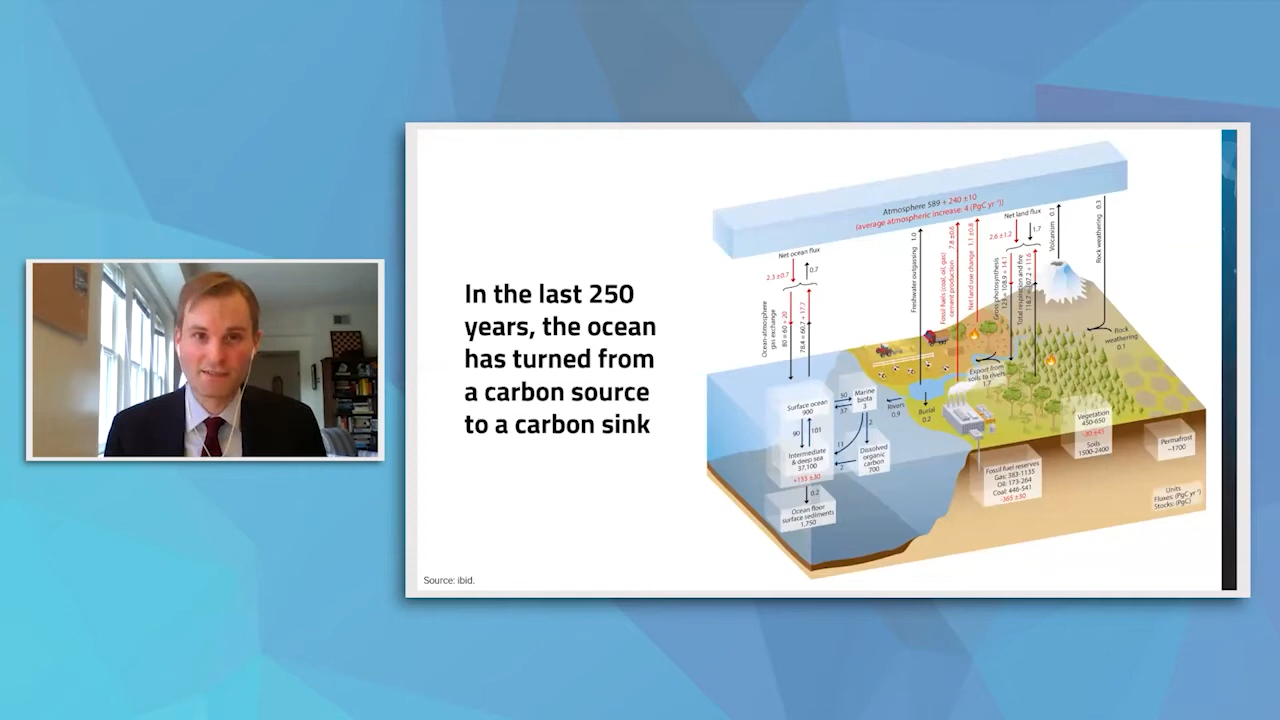 In the last 250
years, the ocean
has turned from
a carbon source
to a carbon sink
Source: ibid.
Atmosphere 589 + 240 ±10
(average atmospheric increase: 4 (PgC yr⁻¹))
Net ocean flux
2.3 ±0.7
0.7
Ocean-atmosphere
gas exchange
80 = 60 + 20
78.4 = 60.7 + 17.7
Freshwater outgassing 1.0
Fossil fuels (coal, oil, gas)
cement production 7.8 ±0.6
Net land use change 1.1 ±0.8
Net land flux
2.6 ±1.2
1.7
Gross photosynthesis
123 = 108.9 + 14.1
Total respiration and fire
118.7 = 107.2 + 11.6
Volcanism 0.1
Rock weathering 0.3
Rock
weathering
0.1
Export from
soils to rivers
1.7
Surface ocean
900
50
37
Marine
biota
3
Rivers
0.9
Burial
0.2
90
101
11
2
2
Intermediate
& deep sea
37,100
+155 ±30
Dissolved
organic
carbon
700
0.2
Ocean floor
surface sediments
1,750
Fossil fuel reserves
Gas: 383-1135
Oil: 173-264
Coal: 446-541
-365 ±30
Vegetation
450-650
-30 ±45
Soils
1500-2400
Permafrost
~1700
Units
Fluxes: (PgC yr⁻¹)
Stocks: (PgC)